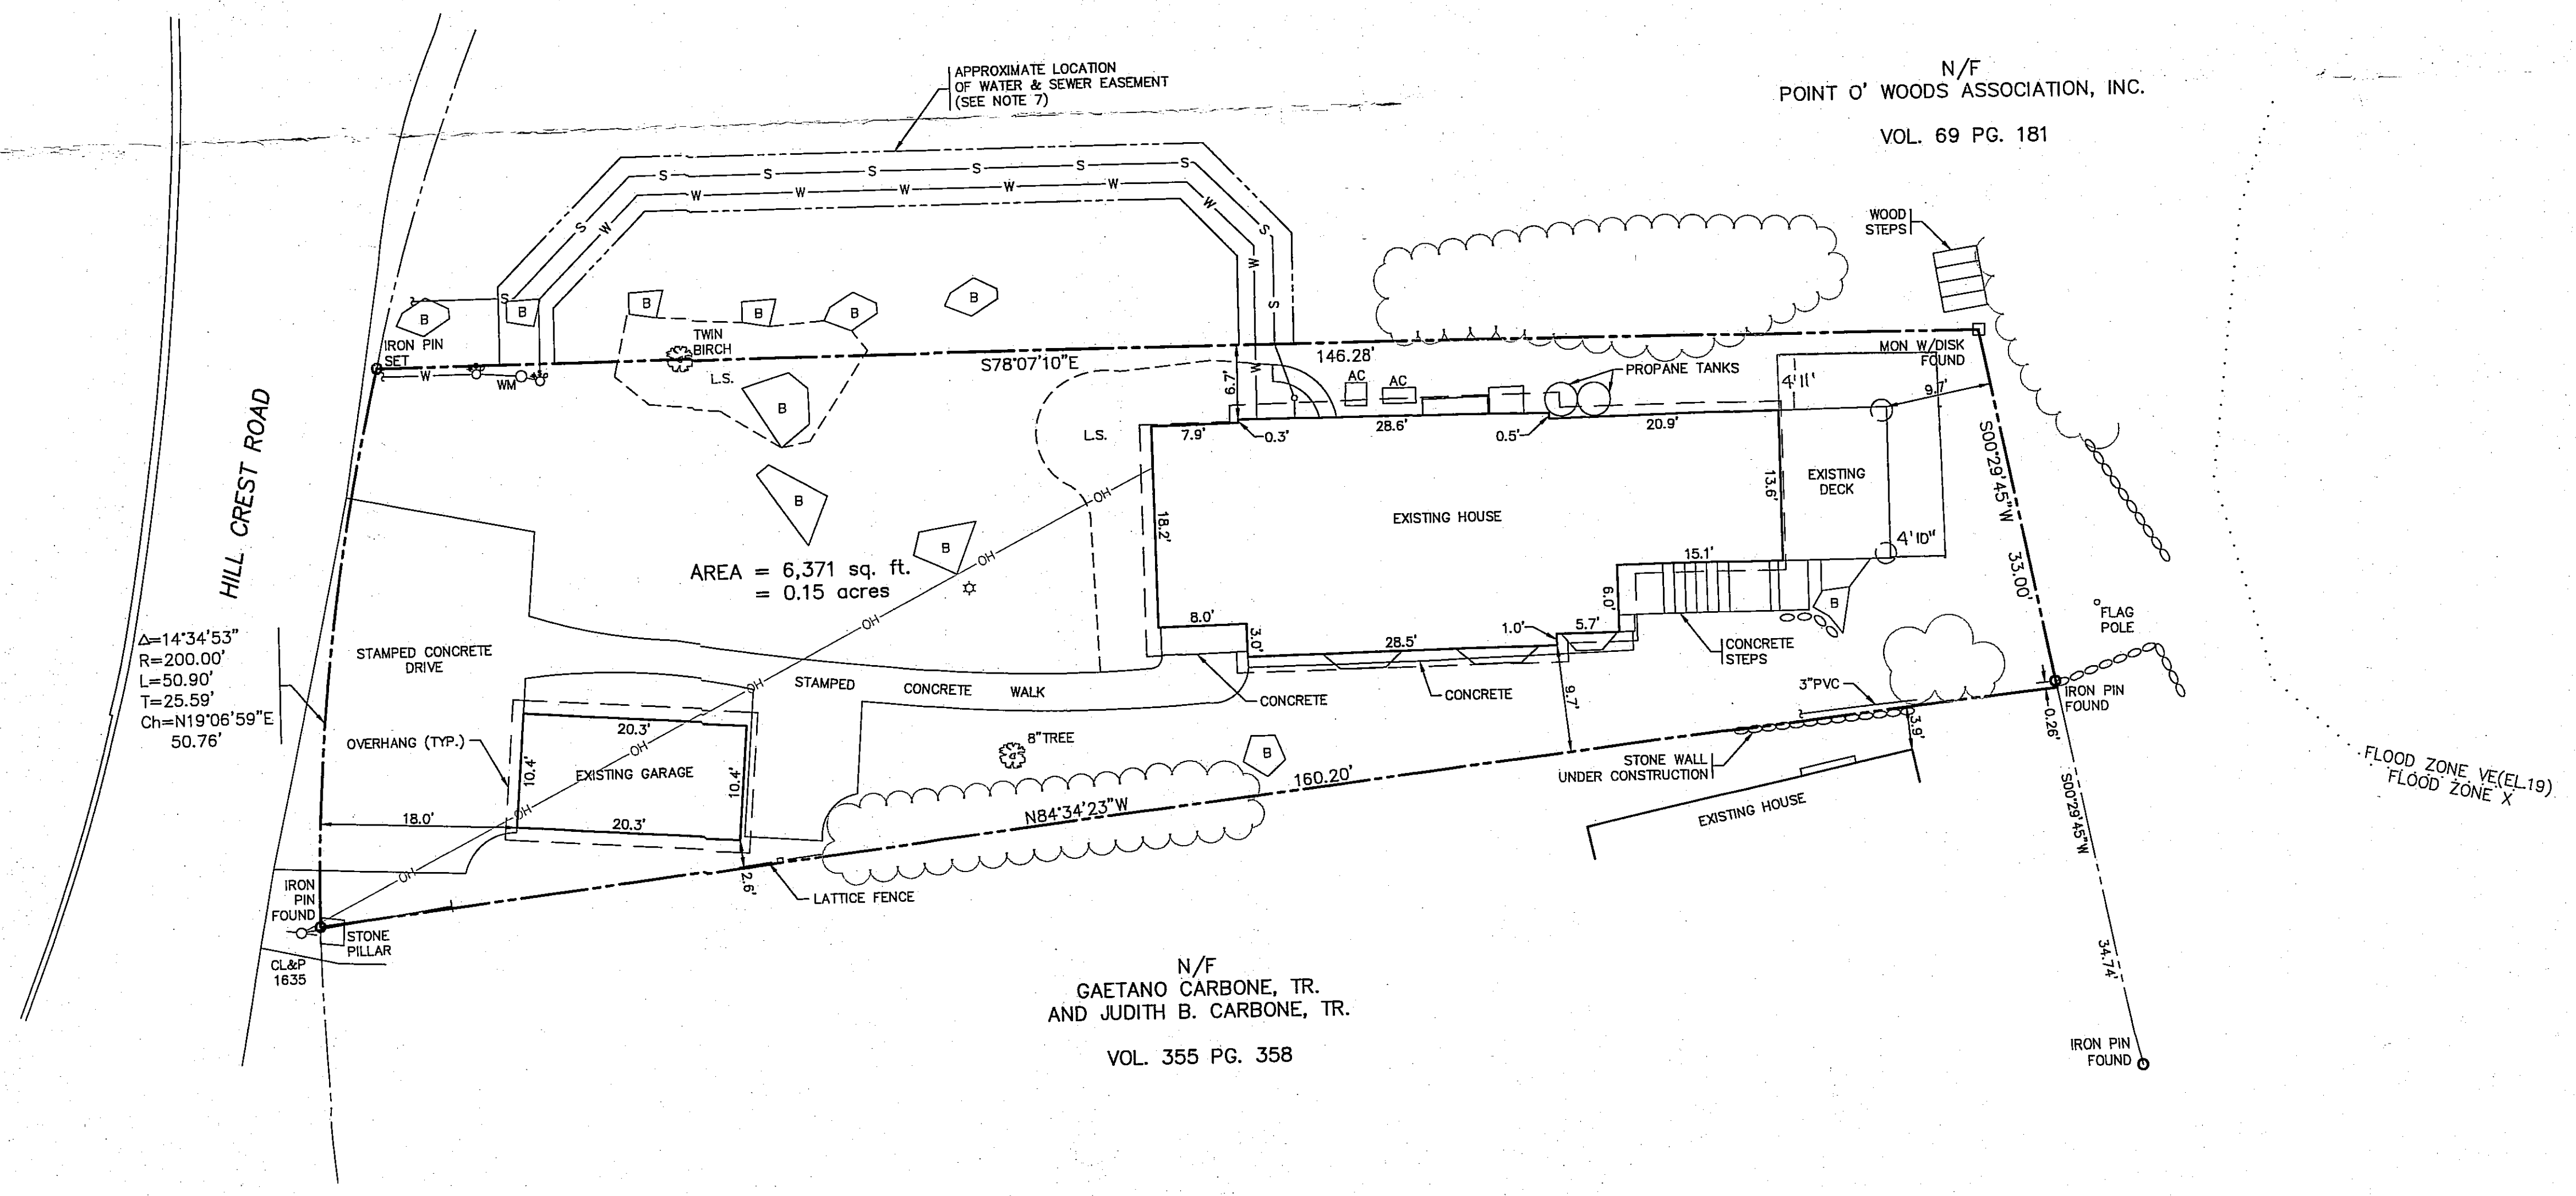 APPROXIMATE LOCATION
OF WATER & SEWER EASEMENT
(SEE NOTE 7)
N/F
POINT O' WOODS ASSOCIATION, INC.
VOL. 69 PG. 181
WOOD
STEPS
S
S
S
S
S
S
S
S
S
S
W
W
W
W
W
W
W
W
W
W
B
B
B
B
B
B
IRON PIN
SET
TWIN
BIRCH
L.S.
W
WM
S78°07'10"E
146.28'
MON W/DISK
FOUND
PROPANE TANKS
AC
AC
6.7'
4'11'
9.7'
HILL CREST ROAD
B
B
B
L.S.
7.9'
0.3'
28.6'
0.5'
20.9'
EXISTING HOUSE
EXISTING
DECK
13.6'
18.2'
4'10"
S00°29'45"W
33.00'
AREA = 6,371 sq. ft.
= 0.15 acres
OH
OH
OH
OH
OH
OH
OH
15.1'
6.0'
B
8.0'
3.0'
28.5'
1.0'
5.7'
CONCRETE
STEPS
FLAG
POLE
Δ=14°34'53"
R=200.00'
L=50.90'
T=25.59'
Ch=N19°06'59"E
50.76'
STAMPED CONCRETE
DRIVE
STAMPED CONCRETE WALK
CONCRETE
CONCRETE
3"PVC
IRON PIN
FOUND
0.26'
9.7'
3.9'
OVERHANG (TYP.)
20.3'
10.4'
EXISTING GARAGE
10.4'
20.3'
18.0'
8"TREE
B
STONE WALL
UNDER CONSTRUCTION
160.20'
N84°34'23"W
EXISTING HOUSE
FLOOD ZONE VE(EL.19)
FLOOD ZONE X
S00°29'45"W
34.74'
2.6'
LATTICE FENCE
IRON
PIN
FOUND
STONE
PILLAR
CL&P
1635
N/F
GAETANO CARBONE, TR.
AND JUDITH B. CARBONE, TR.
VOL. 355 PG. 358
IRON PIN
FOUND